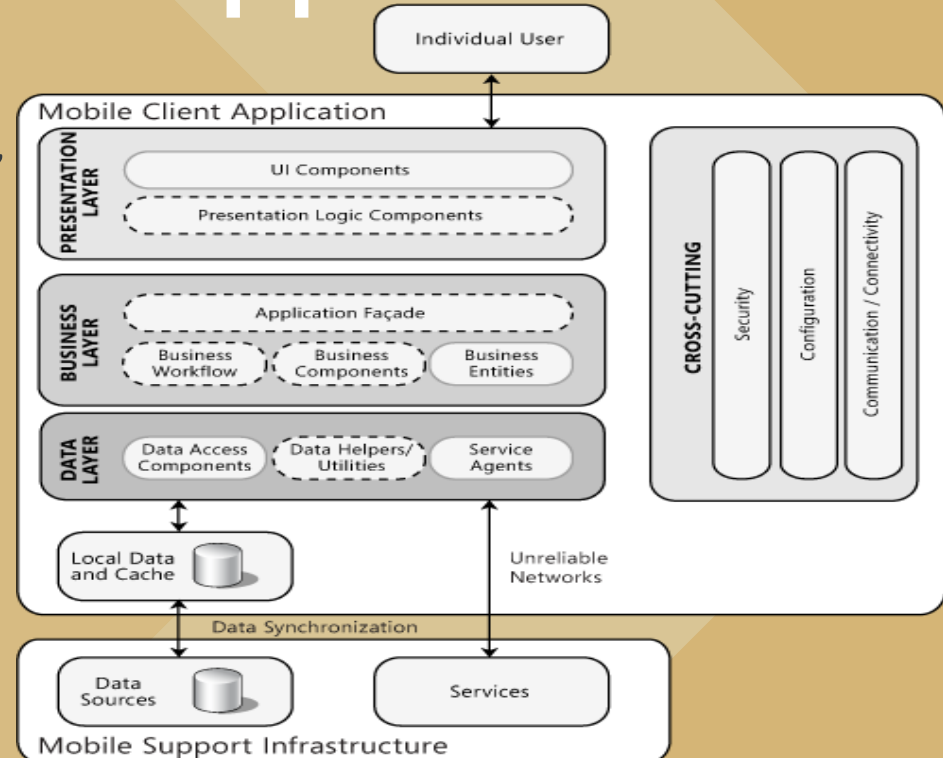 Individual User
Mobile Client Application
PRESENTATION
LAYER
UI Components
Presentation Logic Components
BUSINESS
LAYER
Application Façade
Business
Workflow
Business
Components
Business
Entities
DATA
LAYER
Data Access
Components
Data Helpers/
Utilities
Service
Agents
CROSS-CUTTING
Security
Configuration
Communication / Connectivity
Local Data
and Cache
Unreliable
Networks
Data Synchronization
Data
Sources
Services
Mobile Support Infrastructure